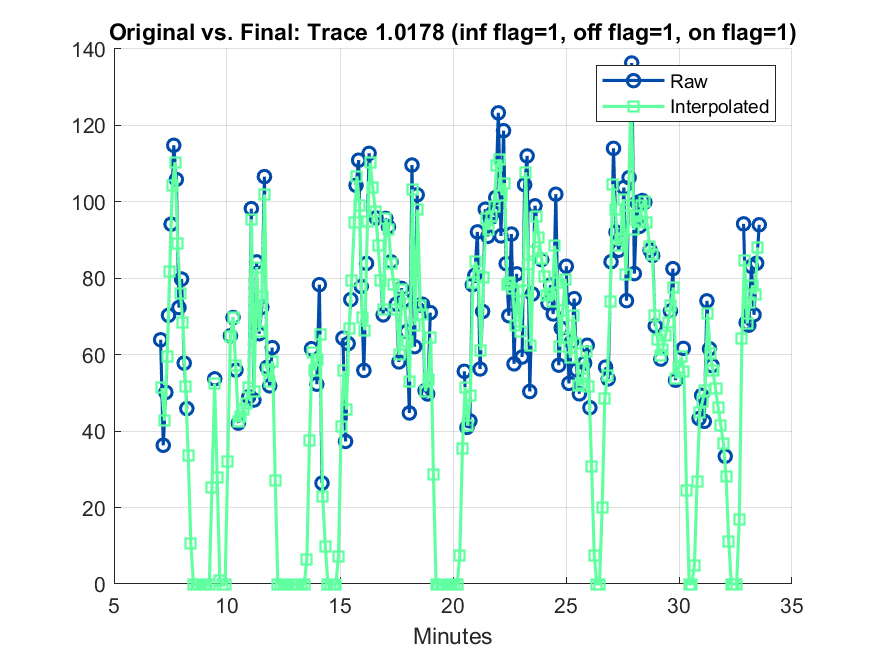 Original vs. Final: Trace 1.0178 (inf flag=1, off flag=1, on flag=1)
140
120
100
80
60
40
20
0
Raw
Interpolated
5 10 15 20 25 30 35
Minutes